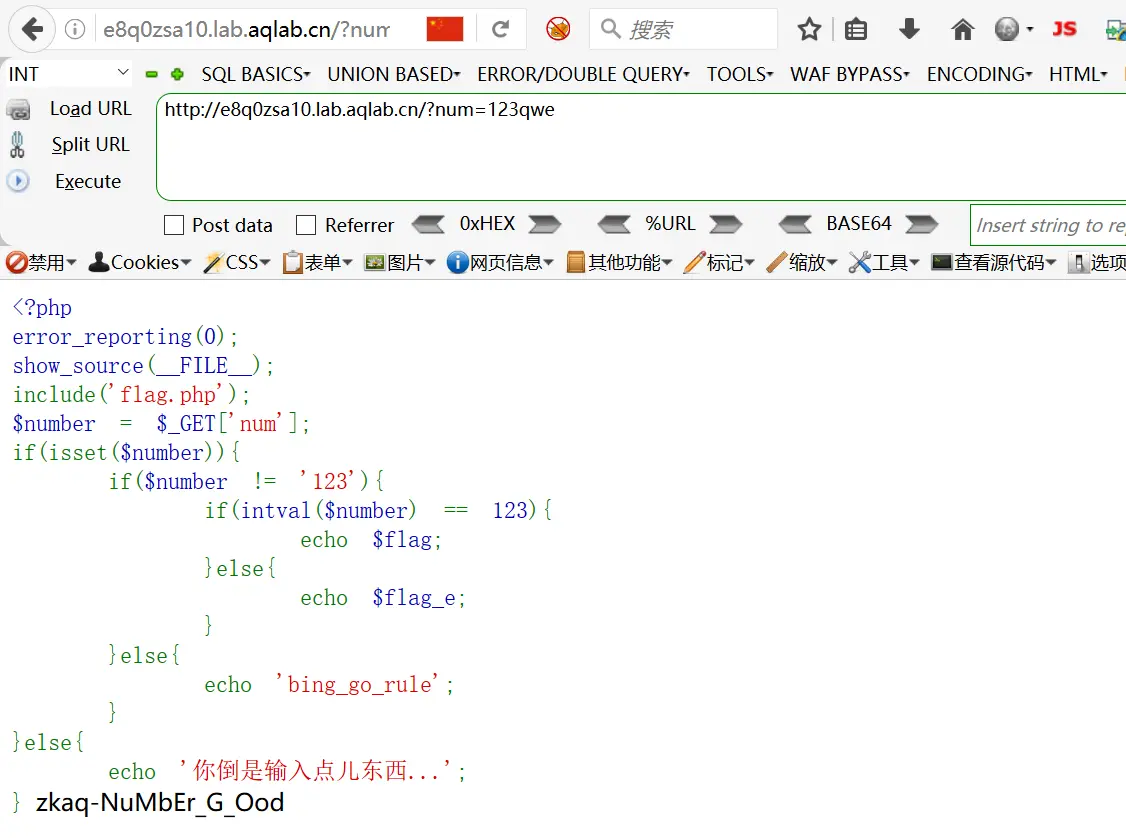 e8q0zsa10.lab.aqlab.cn/?num 搜索 JS
INT SQL BASICS UNION BASED ERROR/DOUBLE QUERY TOOLS WAF BYPASS ENCODING HTML
Load URL http://e8q0zsa10.lab.aqlab.cn/?num=123qwe
Split URL
Execute
Post data Referrer 0xHEX %URL BASE64 Insert string to re
禁用 Cookies CSS 表单 图片 网页信息 其他功能 标记 缩放 工具 查看源代码 选项
<?php
error_reporting(0);
show_source(__FILE__);
include('flag.php');
$number = $_GET['num'];
if(isset($number)){
if($number != '123'){
if(intval($number) == 123){
echo $flag;
}else{
echo $flag_e;
}
}else{
echo 'bing_go_rule';
}
}else{
echo '你倒是输入点儿东西...';
} zkaq-NuMbEr_G_Ood